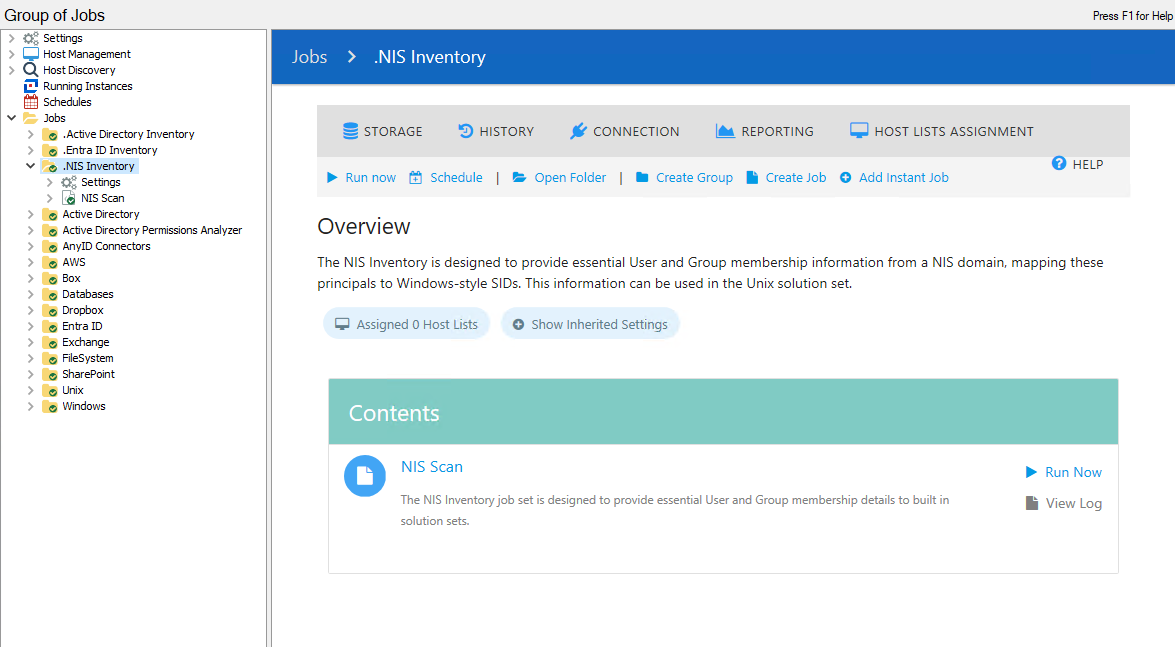 Group of Jobs
Press F1 for Help
Settings
Host Management
Host Discovery
Running Instances
Schedules
Jobs
.Active Directory Inventory
.Entra ID Inventory
.NIS Inventory
Settings
NIS Scan
Active Directory
Active Directory Permissions Analyzer
AnyID Connectors
AWS
Box
Databases
Dropbox
Entra ID
Exchange
FileSystem
SharePoint
Unix
Windows
Jobs > .NIS Inventory
STORAGE HISTORY CONNECTION REPORTING HOST LISTS ASSIGNMENT
HELP
Run now Schedule | Open Folder | Create Group Create Job Add Instant Job
Overview
The NIS Inventory is designed to provide essential User and Group membership information from a NIS domain, mapping these
principals to Windows-style SIDs. This information can be used in the Unix solution set.
Assigned 0 Host Lists Show Inherited Settings
Contents
NIS Scan
Run Now
The NIS Inventory job set is designed to provide essential User and Group membership details to built in
solution sets.
View Log